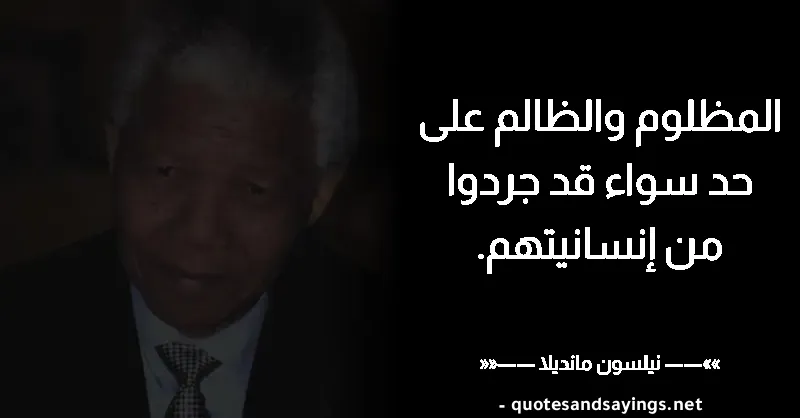 المظلوم والظالم على
حد سواء قد جردوا
من إنسانيتهم.
»»—— نيلسون مانديلا ——««
- quotesandsayings.net